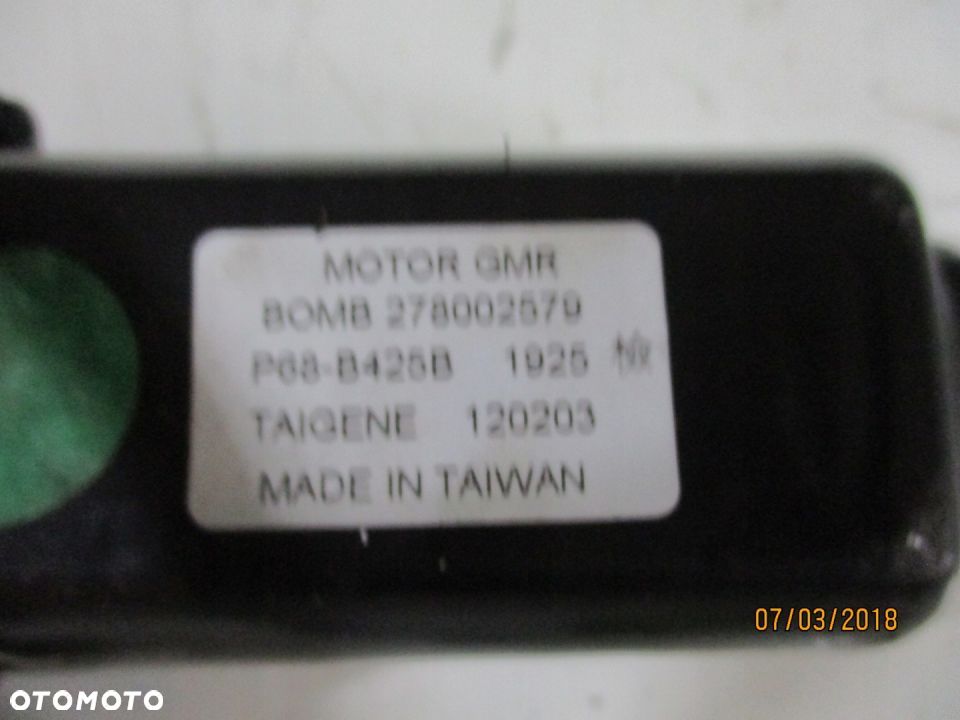 MOTOR GMR
BOMB 278002579
P68-B425B 1925 檢
TAIGENE 120203
MADE IN TAIWAN
07/03/2018
OTOMOTO